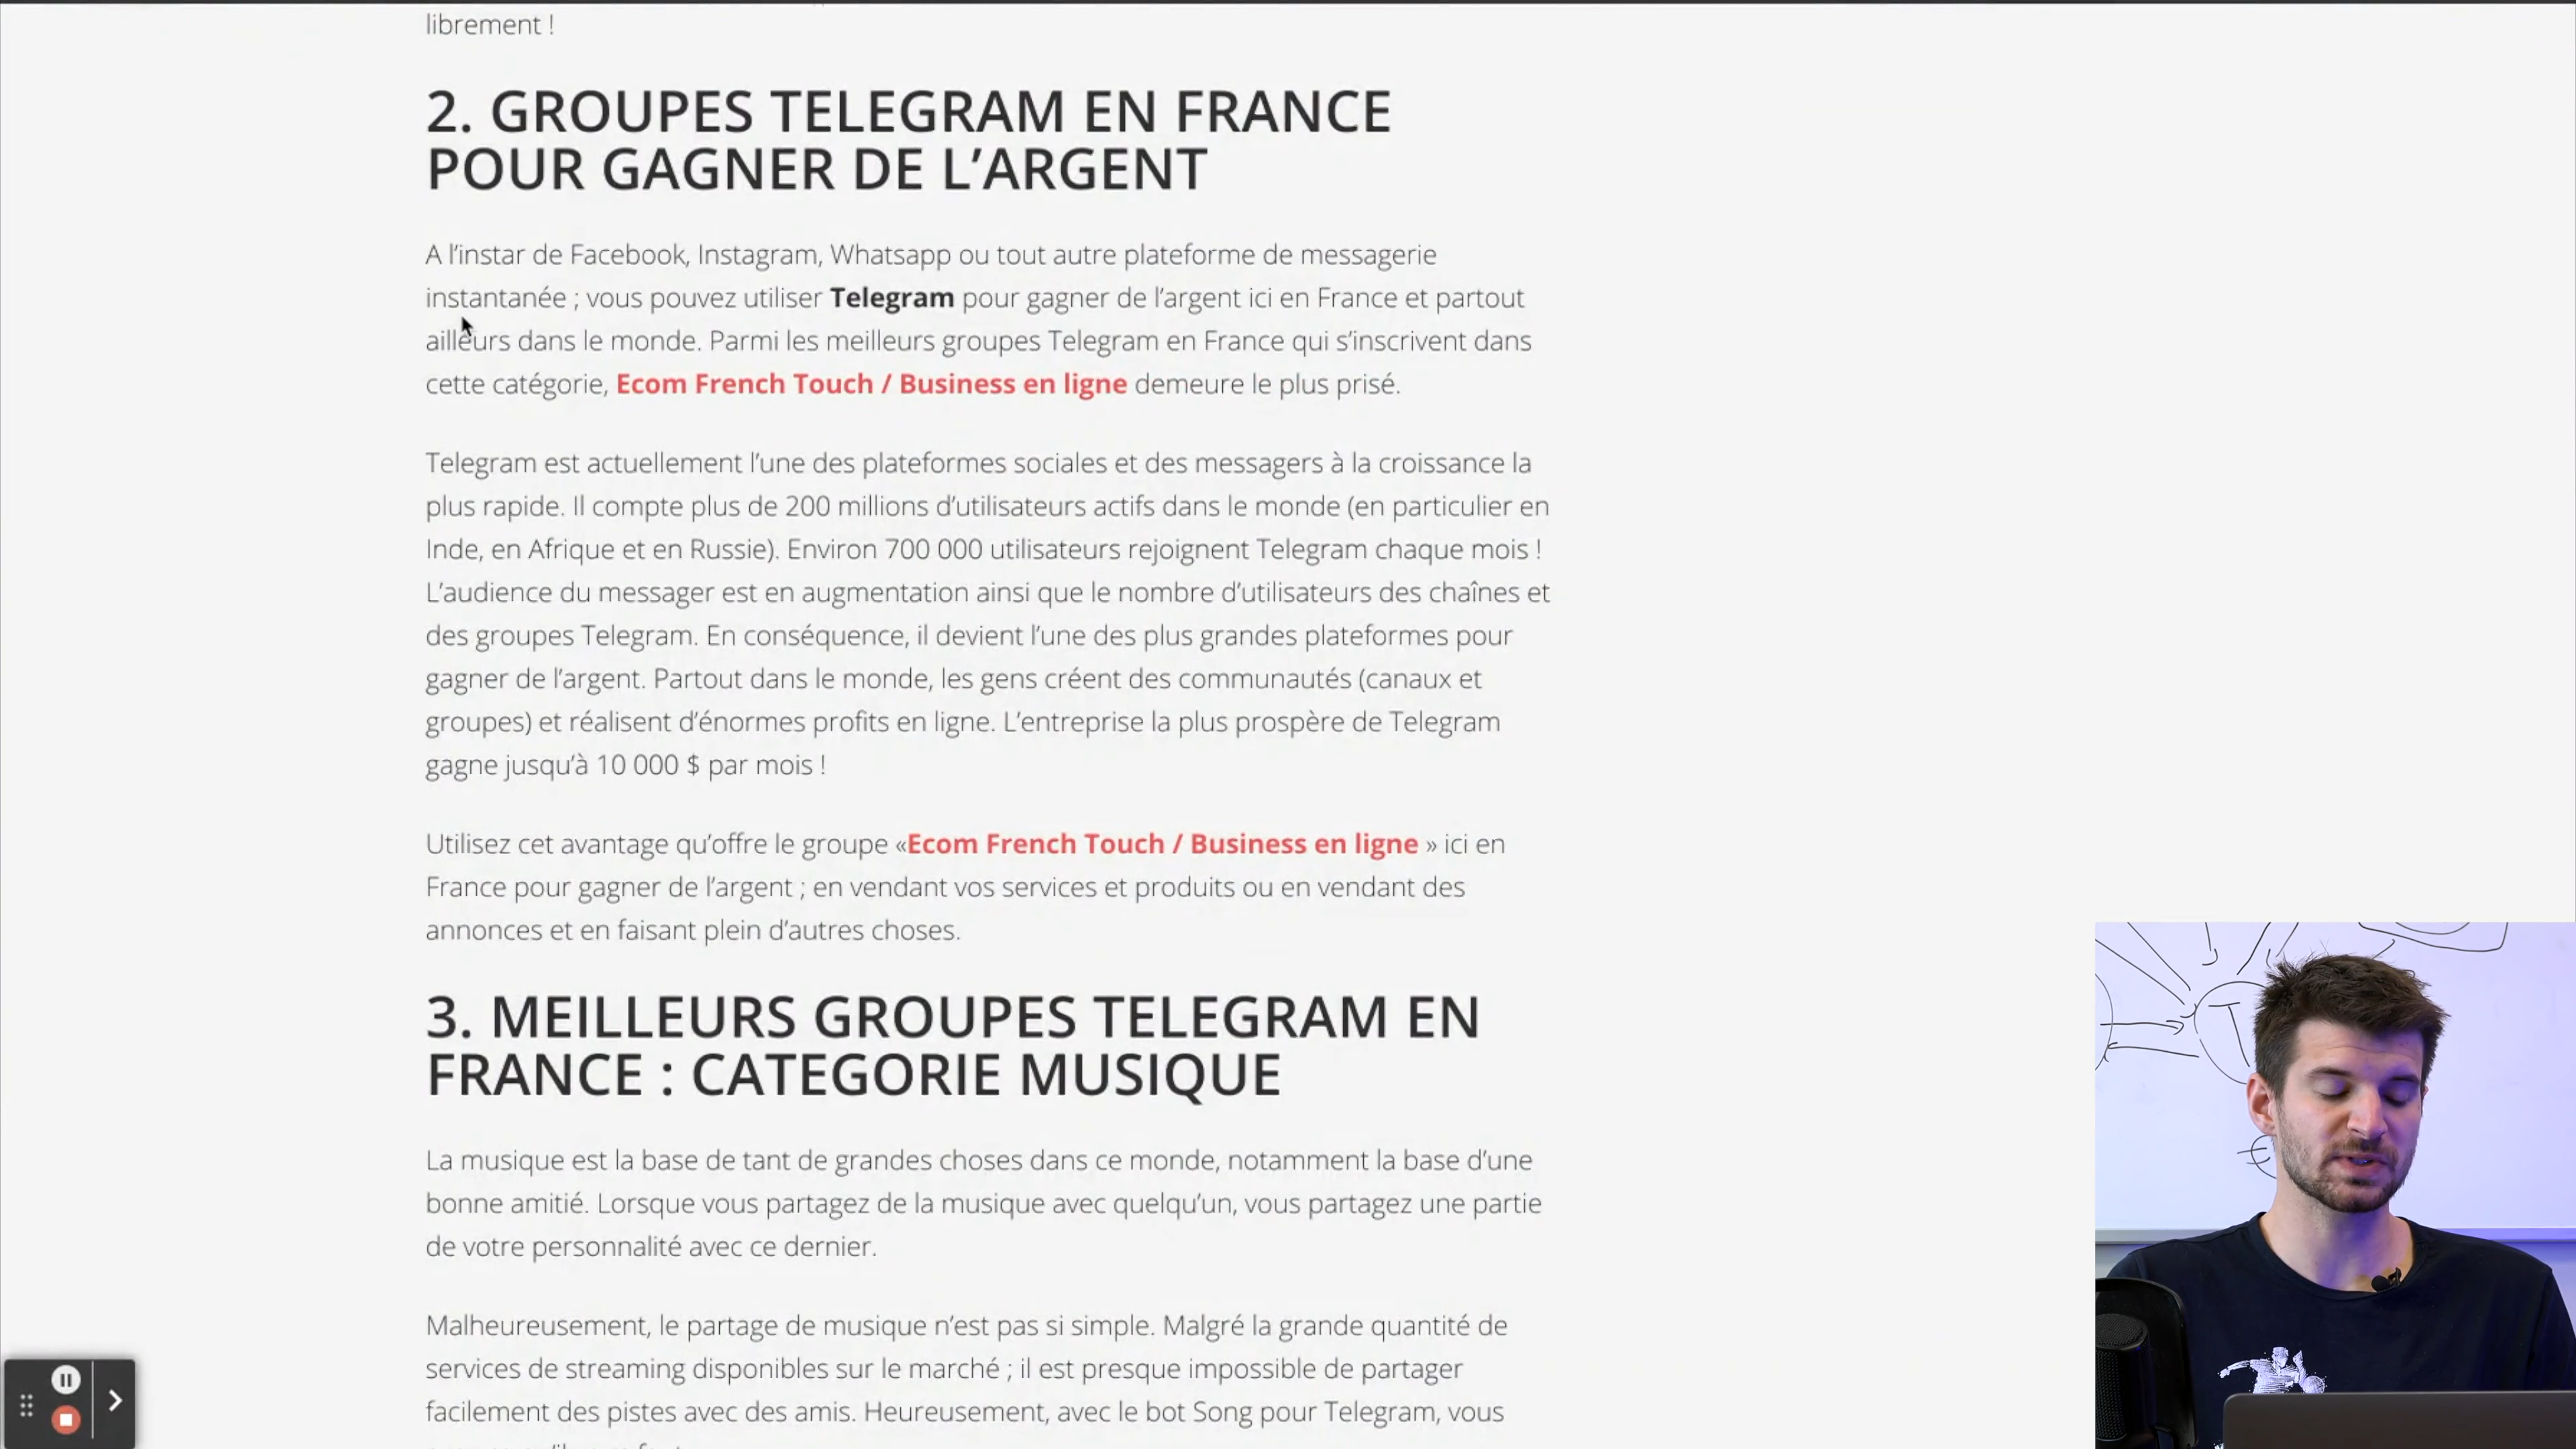 librement !
2. GROUPES TELEGRAM EN FRANCE
POUR GAGNER DE L’ARGENT
A l’instar de Facebook, Instagram, Whatsapp ou tout autre plateforme de messagerie
instantanée ; vous pouvez utiliser Telegram pour gagner de l’argent ici en France et partout
ailleurs dans le monde. Parmi les meilleurs groupes Telegram en France qui s’inscrivent dans
cette catégorie, Ecom French Touch / Business en ligne demeure le plus prisé.
Telegram est actuellement l’une des plateformes sociales et des messagers à la croissance la
plus rapide. Il compte plus de 200 millions d’utilisateurs actifs dans le monde (en particulier en
Inde, en Afrique et en Russie). Environ 700 000 utilisateurs rejoignent Telegram chaque mois !
L’audience du messager est en augmentation ainsi que le nombre d’utilisateurs des chaînes et
des groupes Telegram. En conséquence, il devient l’une des plus grandes plateformes pour
gagner de l’argent. Partout dans le monde, les gens créent des communautés (canaux et
groupes) et réalisent d’énormes profits en ligne. L’entreprise la plus prospère de Telegram
gagne jusqu’à 10 000 $ par mois !
Utilisez cet avantage qu’offre le groupe «Ecom French Touch / Business en ligne » ici en
France pour gagner de l’argent ; en vendant vos services et produits ou en vendant des
annonces et en faisant plein d’autres choses.
3. MEILLEURS GROUPES TELEGRAM EN
FRANCE : CATEGORIE MUSIQUE
La musique est la base de tant de grandes choses dans ce monde, notamment la base d’une
bonne amitié. Lorsque vous partagez de la musique avec quelqu’un, vous partagez une partie
de votre personnalité avec ce dernier.
Malheureusement, le partage de musique n’est pas si simple. Malgré la grande quantité de
services de streaming disponibles sur le marché ; il est presque impossible de partager
facilement des pistes avec des amis. Heureusement, avec le bot Song pour Telegram, vous
T
€